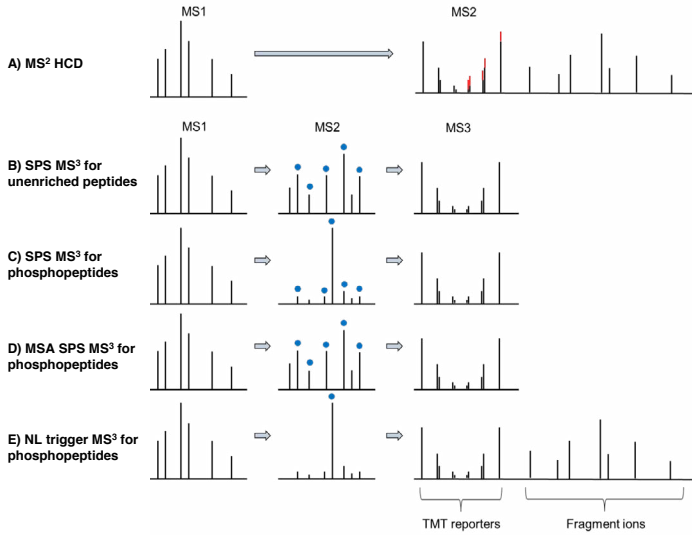 MS1
MS2
A) MS² HCD
MS1
MS2
MS3
B) SPS MS³ for
unenriched peptides
C) SPS MS³ for
phosphopeptides
D) MSA SPS MS³ for
phosphopeptides
E) NL trigger MS³ for
phosphopeptides
TMT reporters
Fragment ions